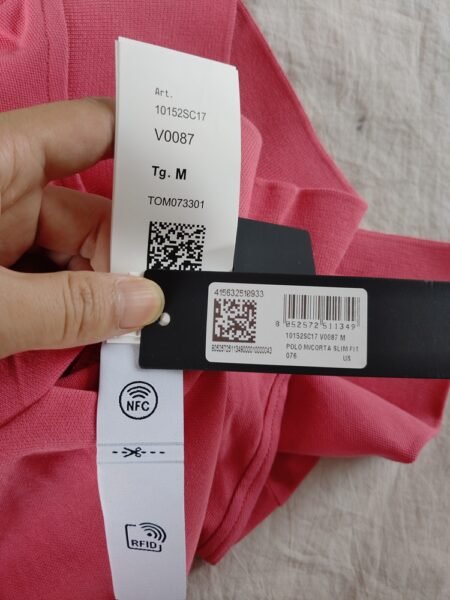 Art.
10152SC17
V0087
Tg. M
TOM073301
415632510933
8 052572 511349
10152SC17 V0087 M
POLO M/CORTA SLIM FIT
076 US
NFC
RFID